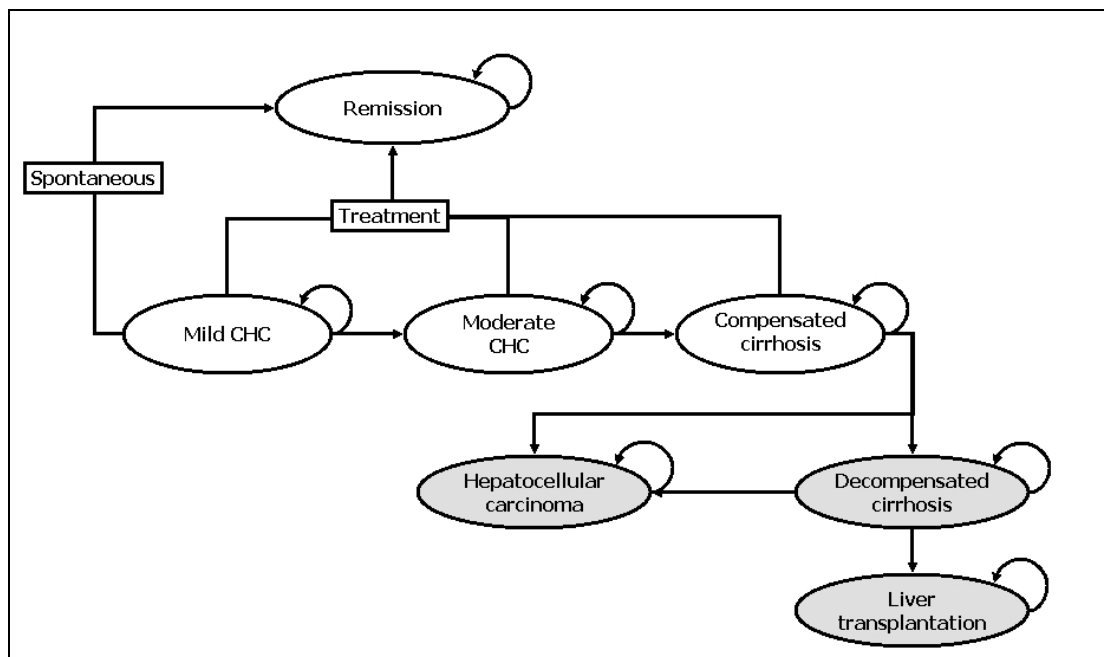 Remission
Spontaneous
Treatment
Mild CHC
Moderate
CHC
Compensated
cirrhosis
Hepatocellular
carcinoma
Decompensated
cirrhosis
Liver
transplantation